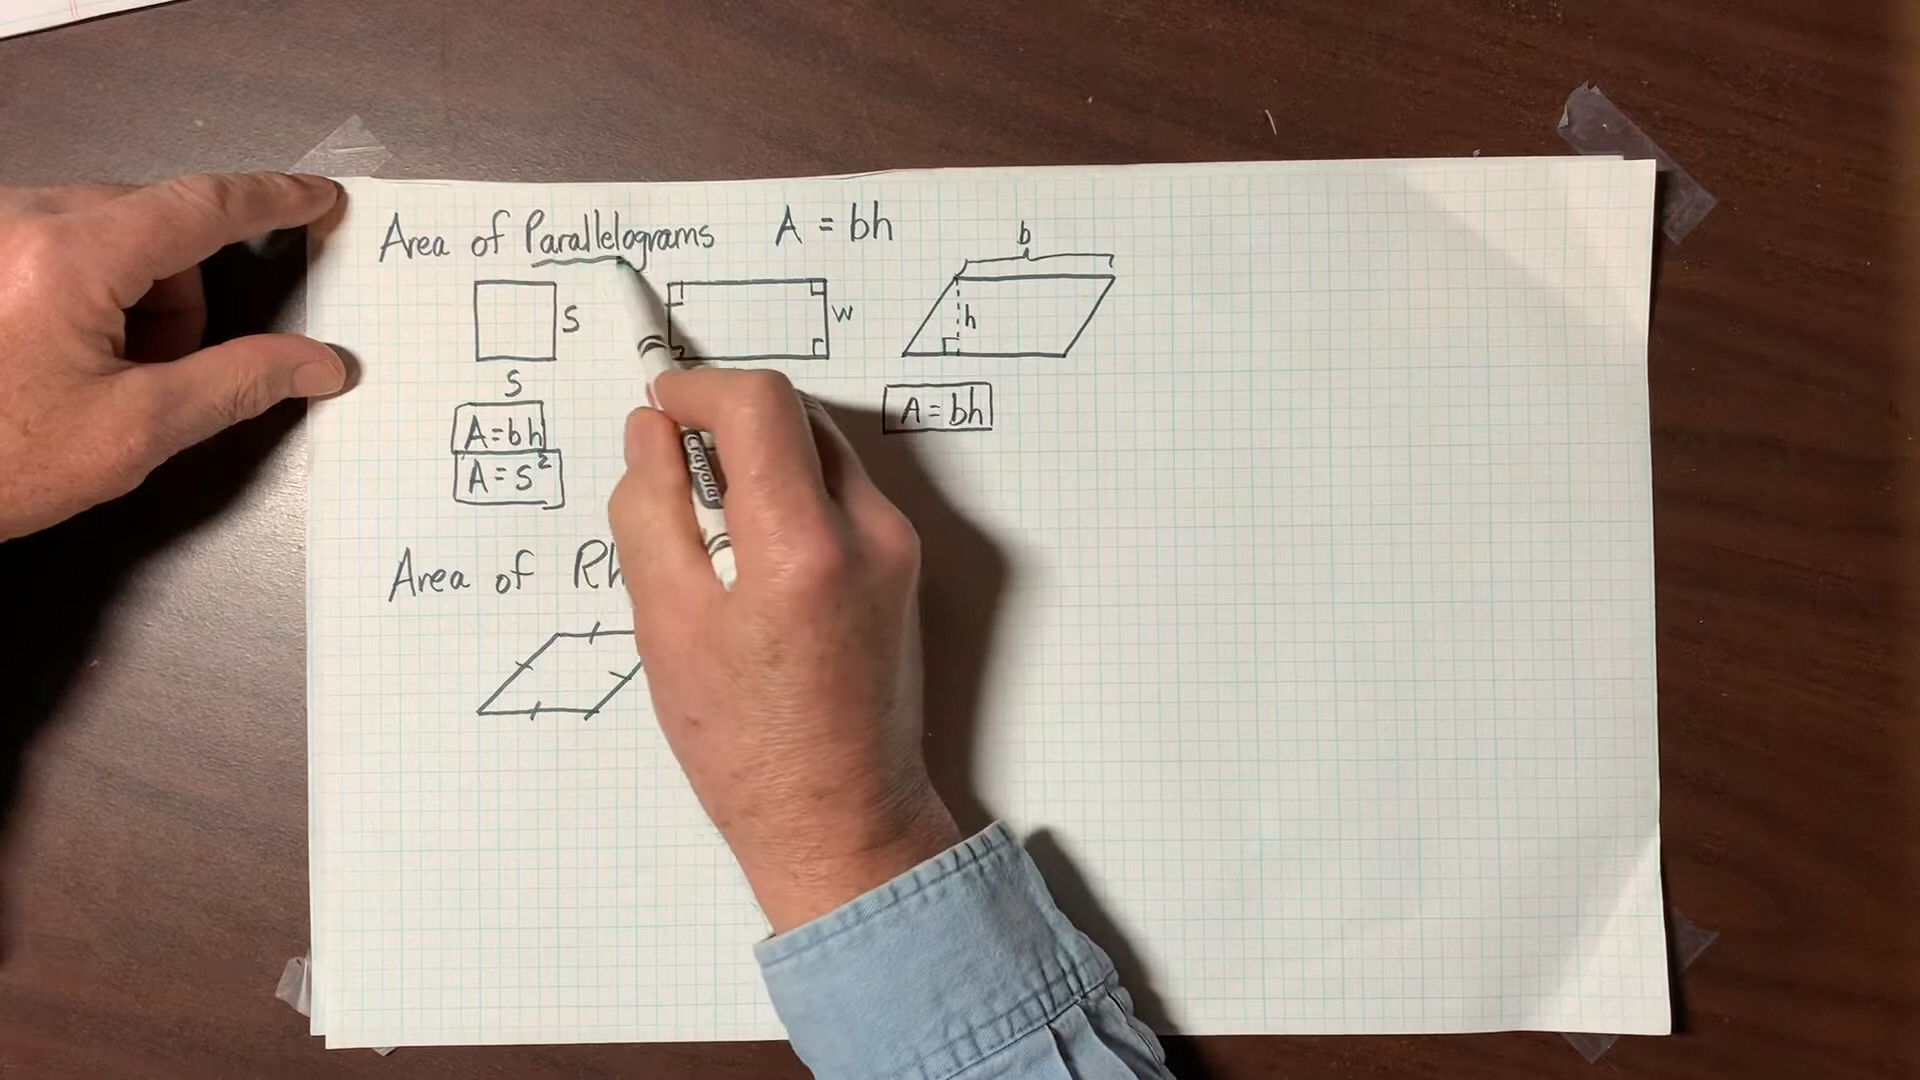 Area of Parallelograms A = bh
b
S
W
h
S
A = bh
A = bh
A = s²
crayola
Area of Rh